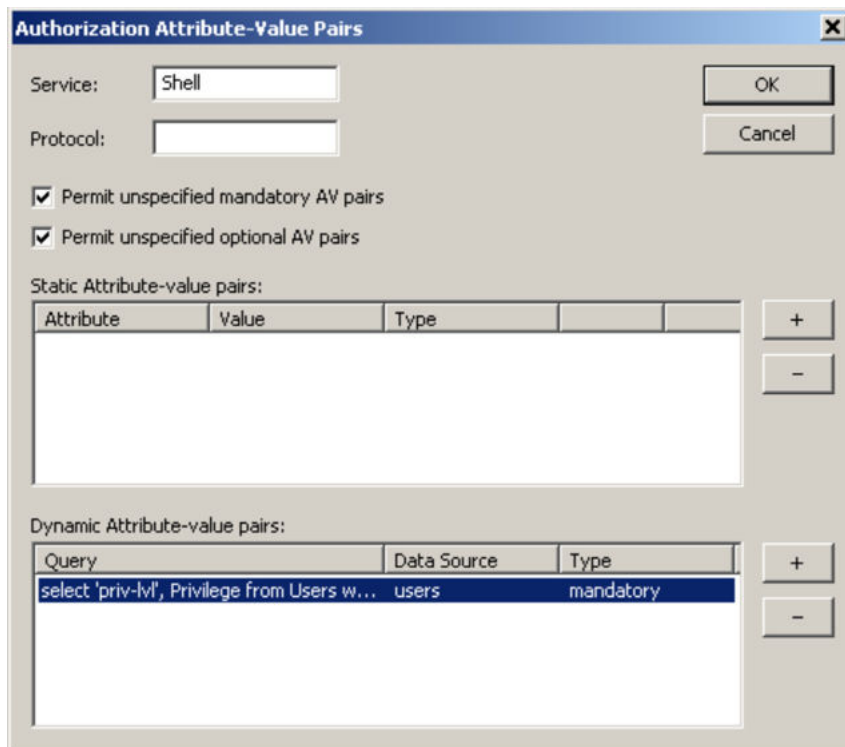 Authorization Attribute-Value Pairs
Service: Shell OK
Protocol: Cancel
Permit unspecified mandatory AV pairs
Permit unspecified optional AV pairs
Static Attribute-value pairs:
Attribute Value Type
+
-
Dynamic Attribute-value pairs:
Query Data Source Type +
select 'priv-lvl', Privilege from Users w... users mandatory
-